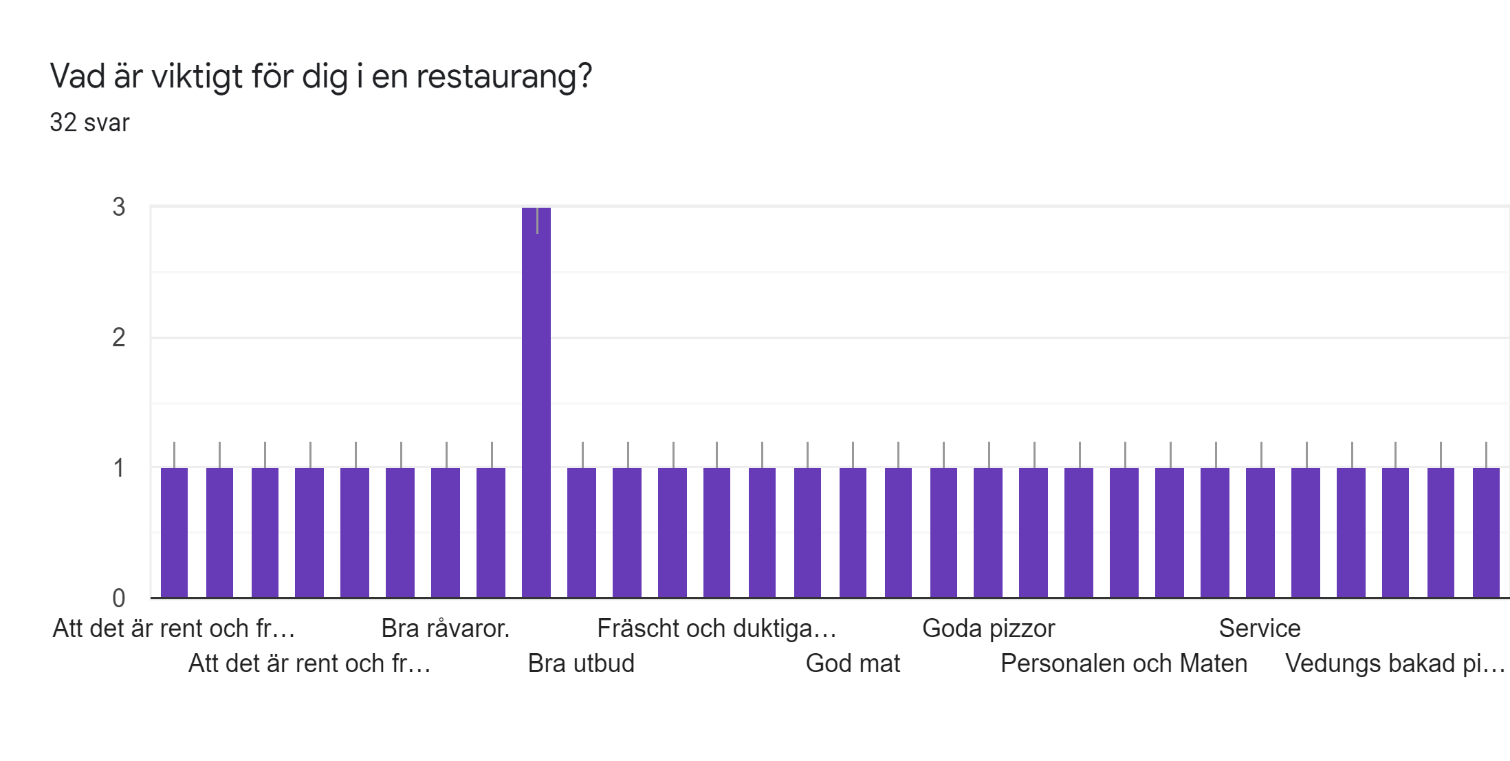 Vad är viktigt för dig i en restaurang?
32 svar
3
2
1
0
Att det är rent och fr…
Bra råvaror.
Fräscht och duktiga…
Goda pizzor
Service
Att det är rent och fr…
Bra utbud
God mat
Personalen och Maten
Vedungs bakad pi…